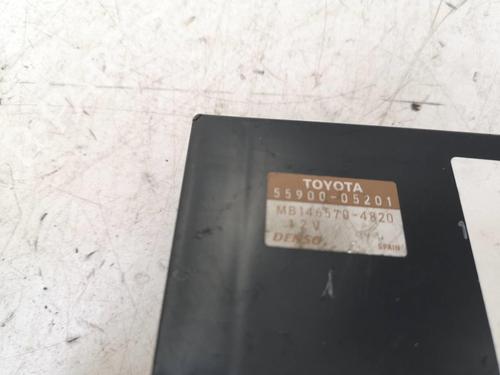 TOYOTA
55900-05201
MB146570-4820
12V
DENSO
SPAIN